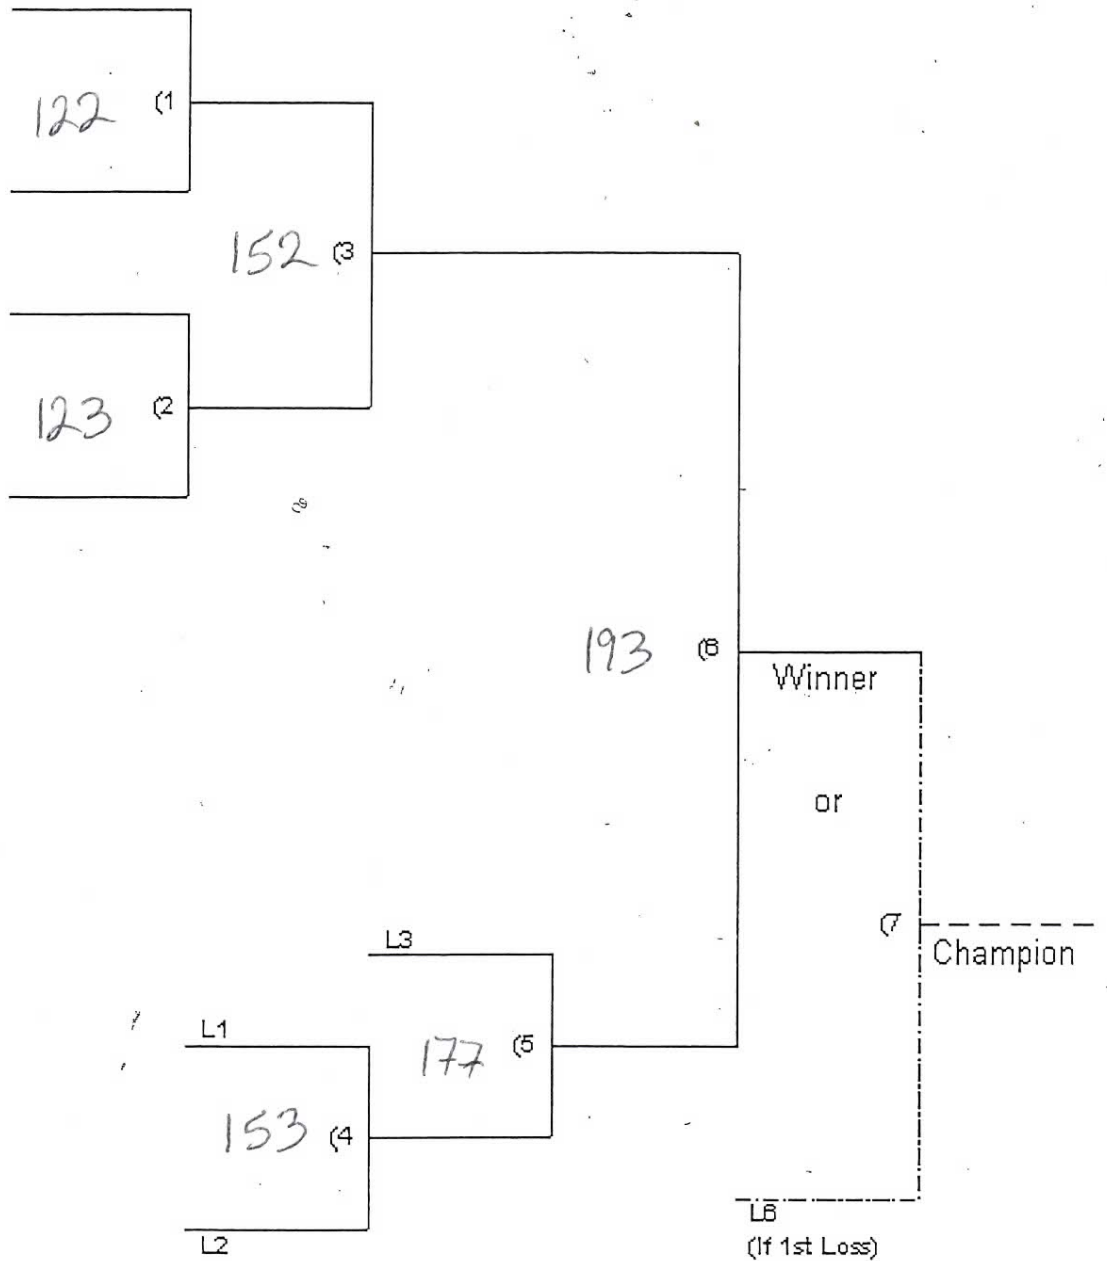 122 (1
152 (3
123 (2
193 (6
Winner
or
(7
Champion
L3
L1
177 (5
153 (4
L2
L6
(If 1st Loss)